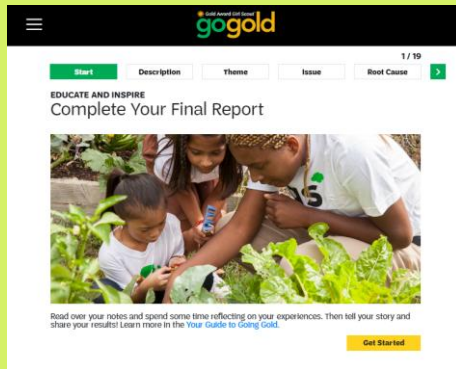 Gold Award Girl Scout
gogold
1 / 19
Start
Description
Theme
Issue
Root Cause
EDUCATE AND INSPIRE
Complete Your Final Report
Read over your notes and spend some time reflecting on your experiences. Then tell your story and
share your results! Learn more in the Your Guide to Going Gold.
Get Started